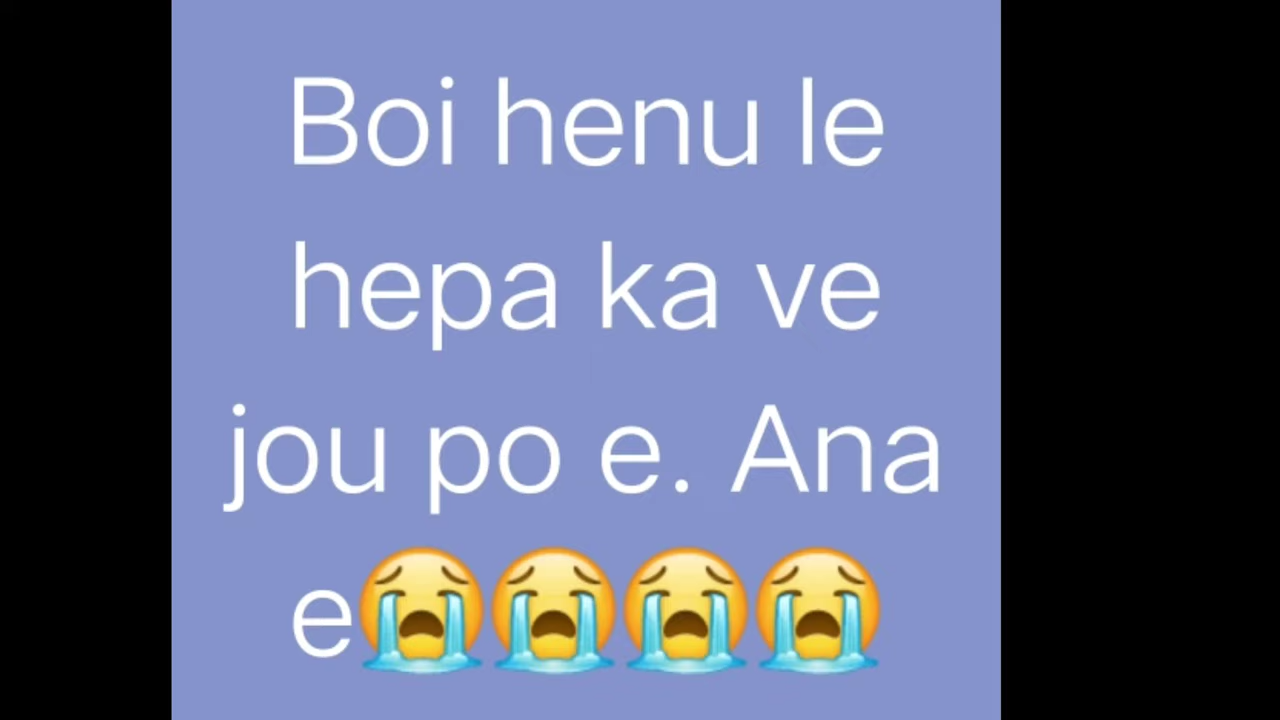 Boi henu le
hepa ka ve
jou po e. Ana
e😭😭😭😭